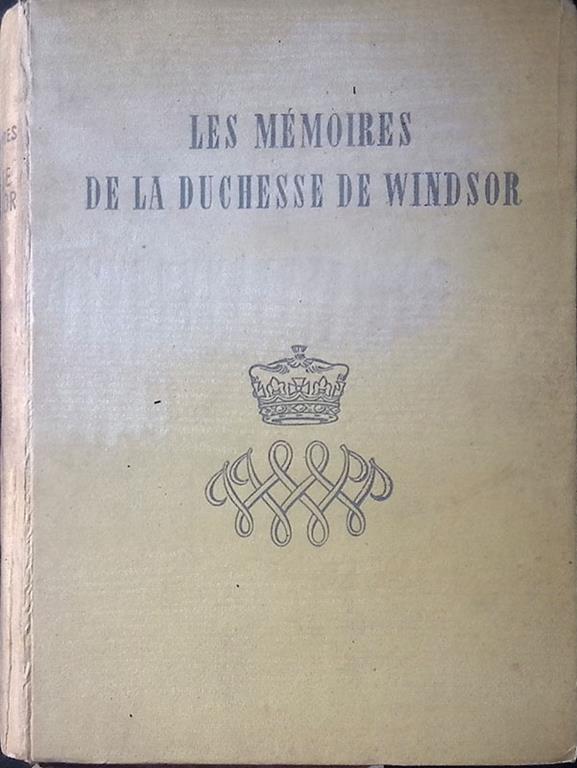 LES MÉMOIRES
DE LA DUCHESSE DE WINDSOR